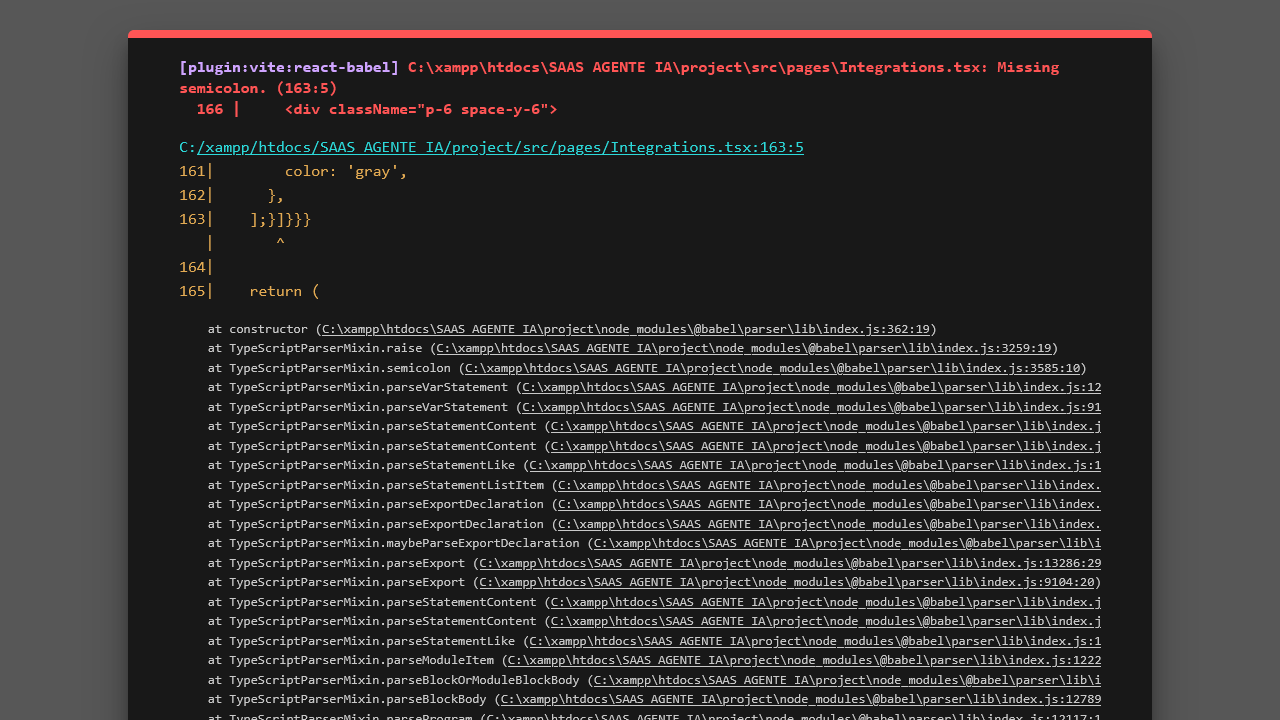 [plugin:vite:react-babel] C:\xampp\htdocs\SAAS AGENTE IA\project\src\pages\Integrations.tsx: Missing
semicolon. (163:5)
  166 |     <div className="p-6 space-y-6">
C:/xampp/htdocs/SAAS AGENTE IA/project/src/pages/Integrations.tsx:163:5
161|        color: 'gray',
162|      },
163|    ];}]}}}
   |       ^
164|
165|    return (
at constructor (C:\xampp\htdocs\SAAS AGENTE IA\project\node_modules\@babel\parser\lib\index.js:362:19)
at TypeScriptParserMixin.raise (C:\xampp\htdocs\SAAS AGENTE IA\project\node_modules\@babel\parser\lib\index.js:3259:19)
at TypeScriptParserMixin.semicolon (C:\xampp\htdocs\SAAS AGENTE IA\project\node_modules\@babel\parser\lib\index.js:3585:10)
at TypeScriptParserMixin.parseVarStatement (C:\xampp\htdocs\SAAS AGENTE IA\project\node_modules\@babel\parser\lib\index.js:12
at TypeScriptParserMixin.parseVarStatement (C:\xampp\htdocs\SAAS AGENTE IA\project\node_modules\@babel\parser\lib\index.js:91
at TypeScriptParserMixin.parseStatementContent (C:\xampp\htdocs\SAAS AGENTE IA\project\node_modules\@babel\parser\lib\index.j
at TypeScriptParserMixin.parseStatementContent (C:\xampp\htdocs\SAAS AGENTE IA\project\node_modules\@babel\parser\lib\index.j
at TypeScriptParserMixin.parseStatementLike (C:\xampp\htdocs\SAAS AGENTE IA\project\node_modules\@babel\parser\lib\index.js:1
at TypeScriptParserMixin.parseStatementListItem (C:\xampp\htdocs\SAAS AGENTE IA\project\node_modules\@babel\parser\lib\index.
at TypeScriptParserMixin.parseExportDeclaration (C:\xampp\htdocs\SAAS AGENTE IA\project\node_modules\@babel\parser\lib\index.
at TypeScriptParserMixin.parseExportDeclaration (C:\xampp\htdocs\SAAS AGENTE IA\project\node_modules\@babel\parser\lib\index.
at TypeScriptParserMixin.maybeParseExportDeclaration (C:\xampp\htdocs\SAAS AGENTE IA\project\node_modules\@babel\parser\lib\i
at TypeScriptParserMixin.parseExport (C:\xampp\htdocs\SAAS AGENTE IA\project\node_modules\@babel\parser\lib\index.js:13286:29
at TypeScriptParserMixin.parseExport (C:\xampp\htdocs\SAAS AGENTE IA\project\node_modules\@babel\parser\lib\index.js:9104:20)
at TypeScriptParserMixin.parseStatementContent (C:\xampp\htdocs\SAAS AGENTE IA\project\node_modules\@babel\parser\lib\index.j
at TypeScriptParserMixin.parseStatementContent (C:\xampp\htdocs\SAAS AGENTE IA\project\node_modules\@babel\parser\lib\index.j
at TypeScriptParserMixin.parseStatementLike (C:\xampp\htdocs\SAAS AGENTE IA\project\node_modules\@babel\parser\lib\index.js:1
at TypeScriptParserMixin.parseModuleItem (C:\xampp\htdocs\SAAS AGENTE IA\project\node_modules\@babel\parser\lib\index.js:1222
at TypeScriptParserMixin.parseBlockOrModuleBlockBody (C:\xampp\htdocs\SAAS AGENTE IA\project\node_modules\@babel\parser\lib\i
at TypeScriptParserMixin.parseBlockBody (C:\xampp\htdocs\SAAS AGENTE IA\project\node_modules\@babel\parser\lib\index.js:12789
at TypeScriptParserMixin.parseProgram (C:\xampp\htdocs\SAAS AGENTE IA\project\node_modules\@babel\parser\lib\index.js:12117:1